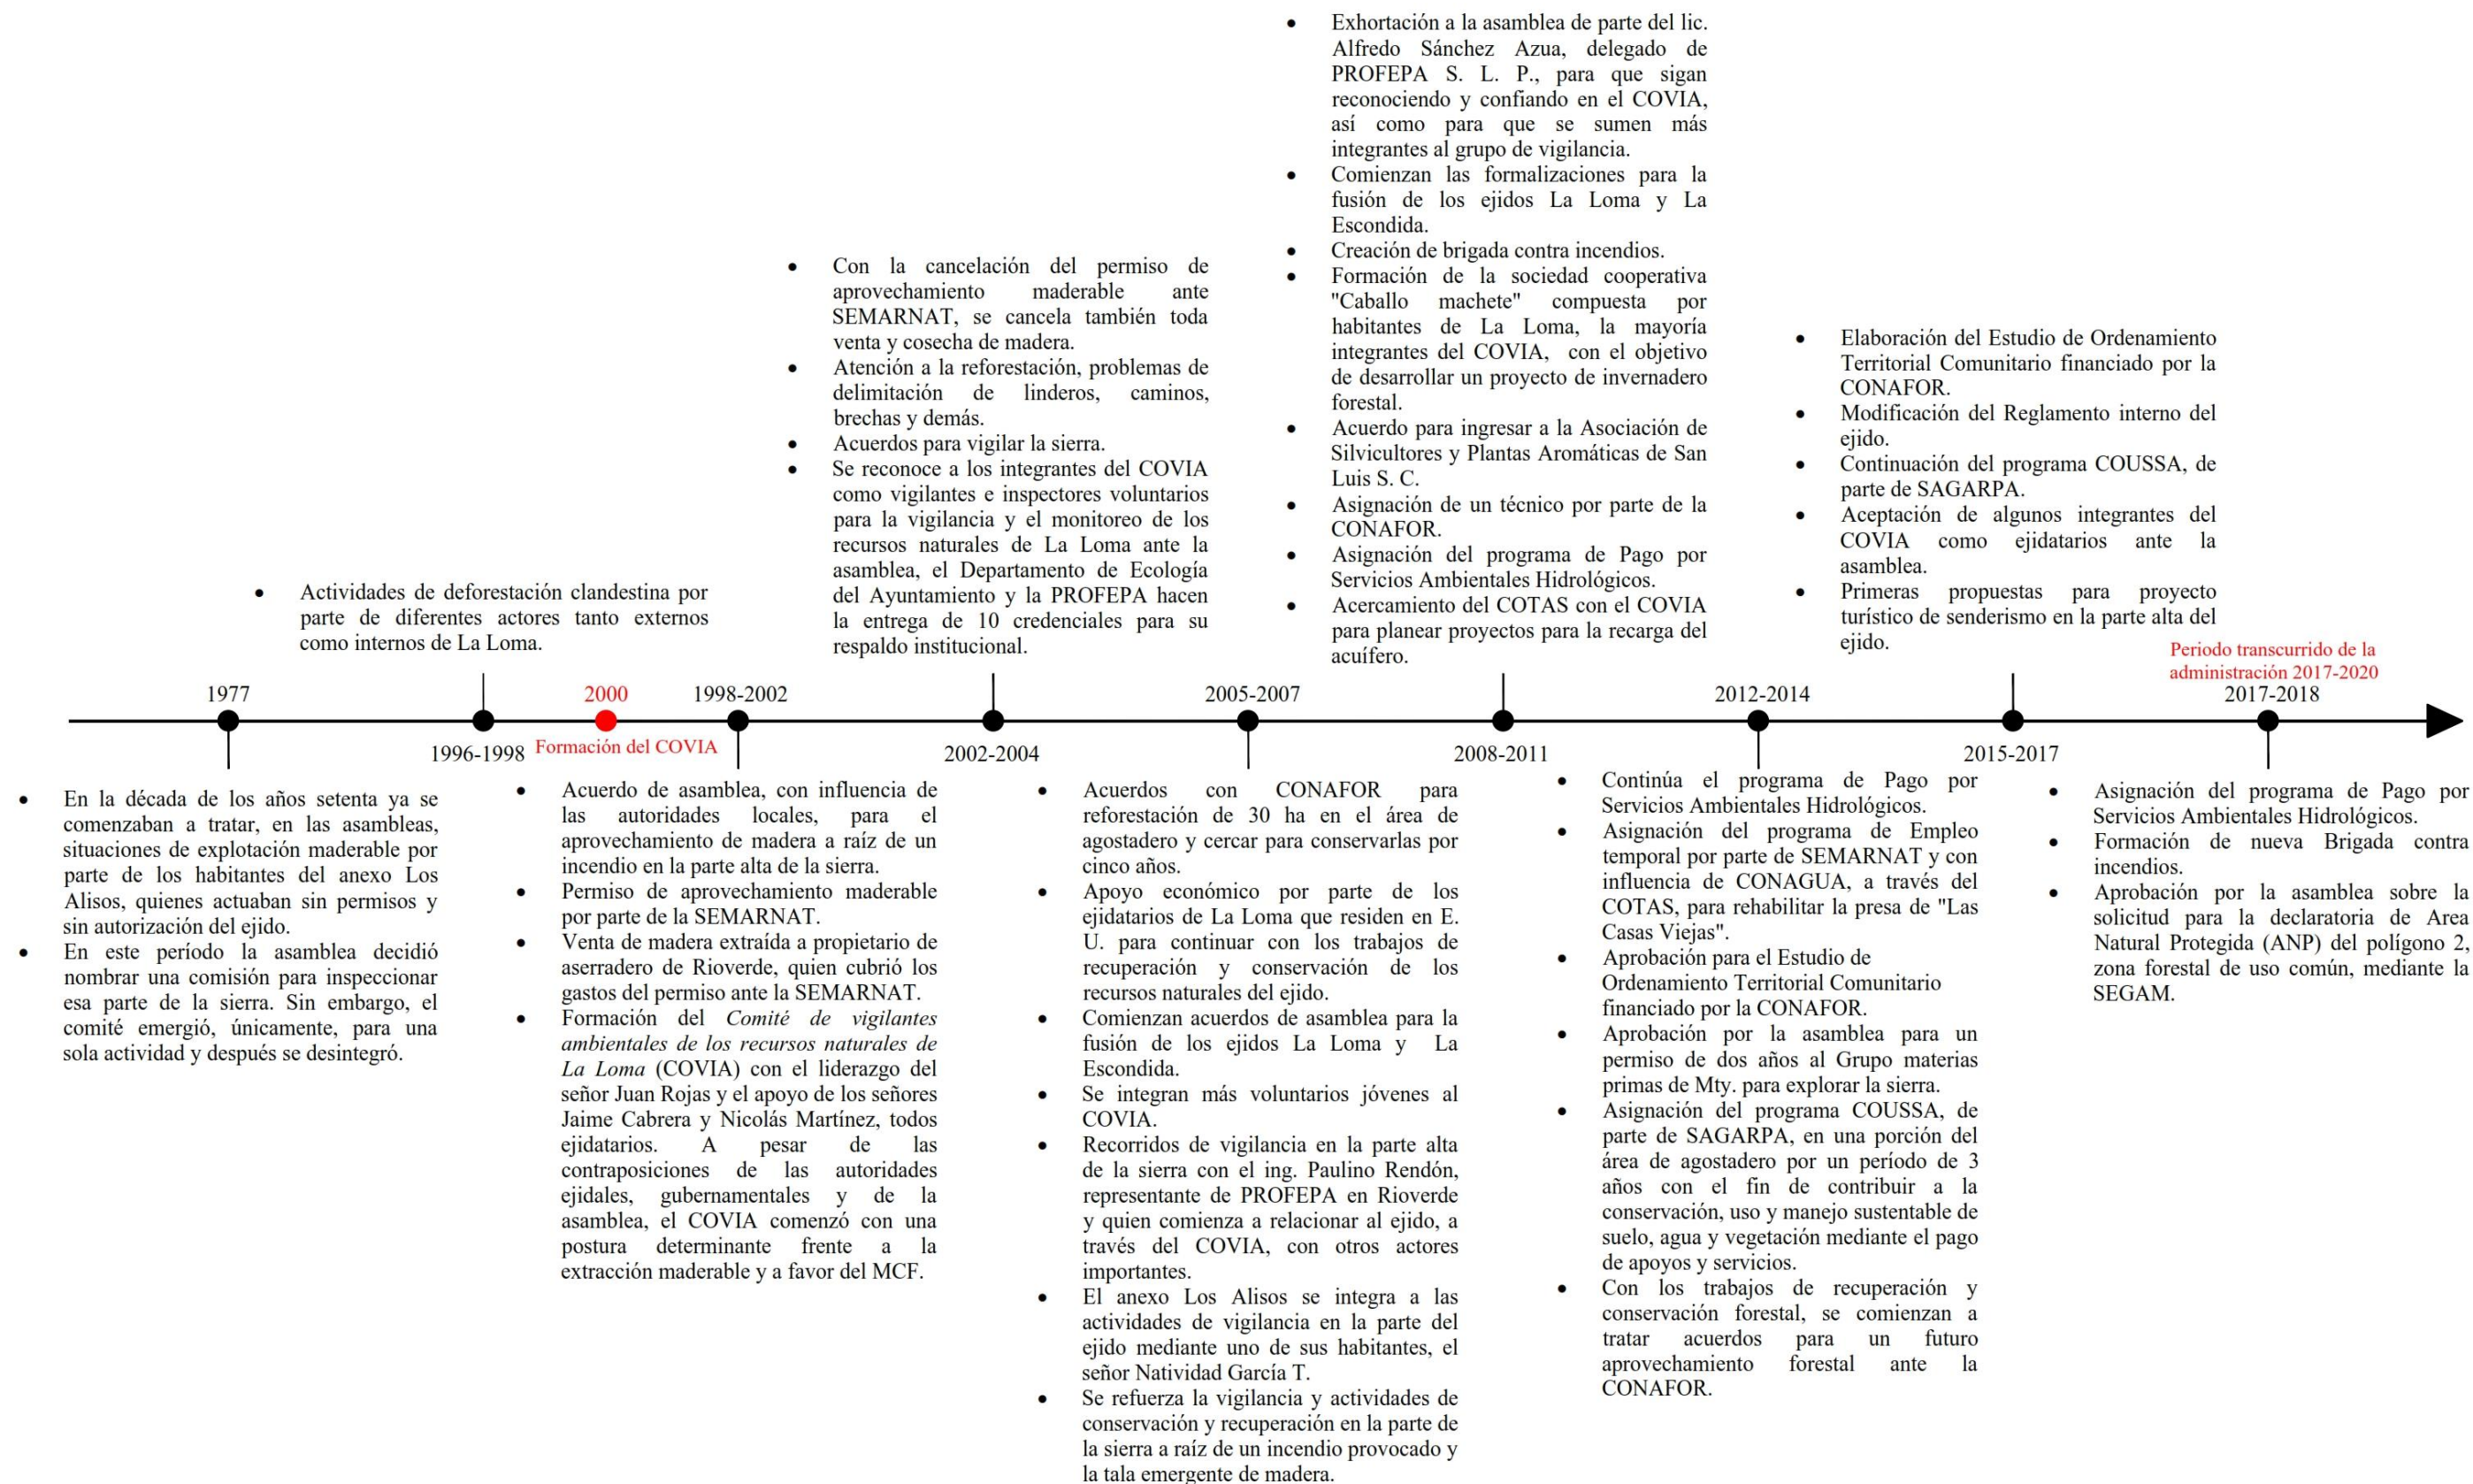 • Exhortación a la asamblea de parte del lic.
Alfredo Sánchez Azua, delegado de
PROFEPA S. L. P., para que sigan
reconociendo y confiando en el COVIA,
así como para que se sumen más
integrantes al grupo de vigilancia.
• Comienzan las formalizaciones para la
fusión de los ejidos La Loma y La
Escondida.
• Creación de brigada contra incendios.
• Formación de la sociedad cooperativa
"Caballo machete" compuesta por
habitantes de La Loma, la mayoría
integrantes del COVIA, con el objetivo
de desarrollar un proyecto de invernadero
forestal.
• Acuerdo para ingresar a la Asociación de
Silvicultores y Plantas Aromáticas de San
Luis S. C.
• Asignación de un técnico por parte de la
CONAFOR.
• Asignación del programa de Pago por
Servicios Ambientales Hidrológicos.
• Acercamiento del COTAS con el COVIA
para planear proyectos para la recarga del
acuífero.
• Con la cancelación del permiso de
aprovechamiento maderable ante
SEMARNAT, se cancela también toda
venta y cosecha de madera.
• Atención a la reforestación, problemas de
delimitación de linderos, caminos,
brechas y demás.
• Acuerdos para vigilar la sierra.
• Se reconoce a los integrantes del COVIA
como vigilantes e inspectores voluntarios
para la vigilancia y el monitoreo de los
recursos naturales de La Loma ante la
asamblea, el Departamento de Ecología
del Ayuntamiento y la PROFEPA hacen
la entrega de 10 credenciales para su
respaldo institucional.
• Elaboración del Estudio de Ordenamiento
Territorial Comunitario financiado por la
CONAFOR.
• Modificación del Reglamento interno del
ejido.
• Continuación del programa COUSSA, de
parte de SAGARPA.
• Aceptación de algunos integrantes del
COVIA como ejidatarios ante la
asamblea.
• Primeras propuestas para proyecto
turístico de senderismo en la parte alta del
ejido.
• Actividades de deforestación clandestina por
parte de diferentes actores tanto externos
como internos de La Loma.
Periodo transcurrido de la
administración 2017-2020
1977
2000
1998-2002
2005-2007
2012-2014
2017-2018
1996-1998
Formación del COVIA
2002-2004
2008-2011
2015-2017
• En la década de los años setenta ya se
comenzaban a tratar, en las asambleas,
situaciones de explotación maderable por
parte de los habitantes del anexo Los
Alisos, quienes actuaban sin permisos y
sin autorización del ejido.
• En este período la asamblea decidió
nombrar una comisión para inspeccionar
esa parte de la sierra. Sin embargo, el
comité emergió, únicamente, para una
sola actividad y después se desintegró.
• Acuerdo de asamblea, con influencia de
las autoridades locales, para el
aprovechamiento de madera a raíz de un
incendio en la parte alta de la sierra.
• Permiso de aprovechamiento maderable
por parte de la SEMARNAT.
• Venta de madera extraída a propietario de
aserradero de Rioverde, quien cubrió los
gastos del permiso ante la SEMARNAT.
• Formación del Comité de vigilantes
ambientales de los recursos naturales de
La Loma (COVIA) con el liderazgo del
señor Juan Rojas y el apoyo de los señores
Jaime Cabrera y Nicolás Martínez, todos
ejidatarios. A pesar de las
contraposiciones de las autoridades
ejidales, gubernamentales y de la
asamblea, el COVIA comenzó con una
postura determinante frente a la
extracción maderable y a favor del MCF.
• Acuerdos con CONAFOR para
reforestación de 30 ha en el área de
agostadero y cercar para conservarlas por
cinco años.
• Apoyo económico por parte de los
ejidatarios de La Loma que residen en E.
U. para continuar con los trabajos de
recuperación y conservación de los
recursos naturales del ejido.
• Comienzan acuerdos de asamblea para la
fusión de los ejidos La Loma y La
Escondida.
• Se integran más voluntarios jóvenes al
COVIA.
• Recorridos de vigilancia en la parte alta
de la sierra con el ing. Paulino Rendón,
representante de PROFEPA en Rioverde
y quien comienza a relacionar al ejido, a
través del COVIA, con otros actores
importantes.
• El anexo Los Alisos se integra a las
actividades de vigilancia en la parte del
ejido mediante uno de sus habitantes, el
señor Natividad García T.
• Se refuerza la vigilancia y actividades de
conservación y recuperación en la parte de
la sierra a raíz de un incendio provocado y
la tala emergente de madera.
• Continúa el programa de Pago por
Servicios Ambientales Hidrológicos.
• Asignación del programa de Empleo
temporal por parte de SEMARNAT y con
influencia de CONAGUA, a través del
COTAS, para rehabilitar la presa de "Las
Casas Viejas".
• Aprobación para el Estudio de
Ordenamiento Territorial Comunitario
financiado por la CONAFOR.
• Aprobación por la asamblea para un
permiso de dos años al Grupo materias
primas de Mty. para explorar la sierra.
• Asignación del programa COUSSA, de
parte de SAGARPA, en una porción del
área de agostadero por un período de 3
años con el fin de contribuir a la
conservación, uso y manejo sustentable de
suelo, agua y vegetación mediante el pago
de apoyos y servicios.
• Con los trabajos de recuperación y
conservación forestal, se comienzan a
tratar acuerdos para un futuro
aprovechamiento forestal ante la
CONAFOR.
• Asignación del programa de Pago por
Servicios Ambientales Hidrológicos.
• Formación de nueva Brigada contra
incendios.
• Aprobación por la asamblea sobre la
solicitud para la declaratoria de Area
Natural Protegida (ANP) del polígono 2,
zona forestal de uso común, mediante la
SEGAM.